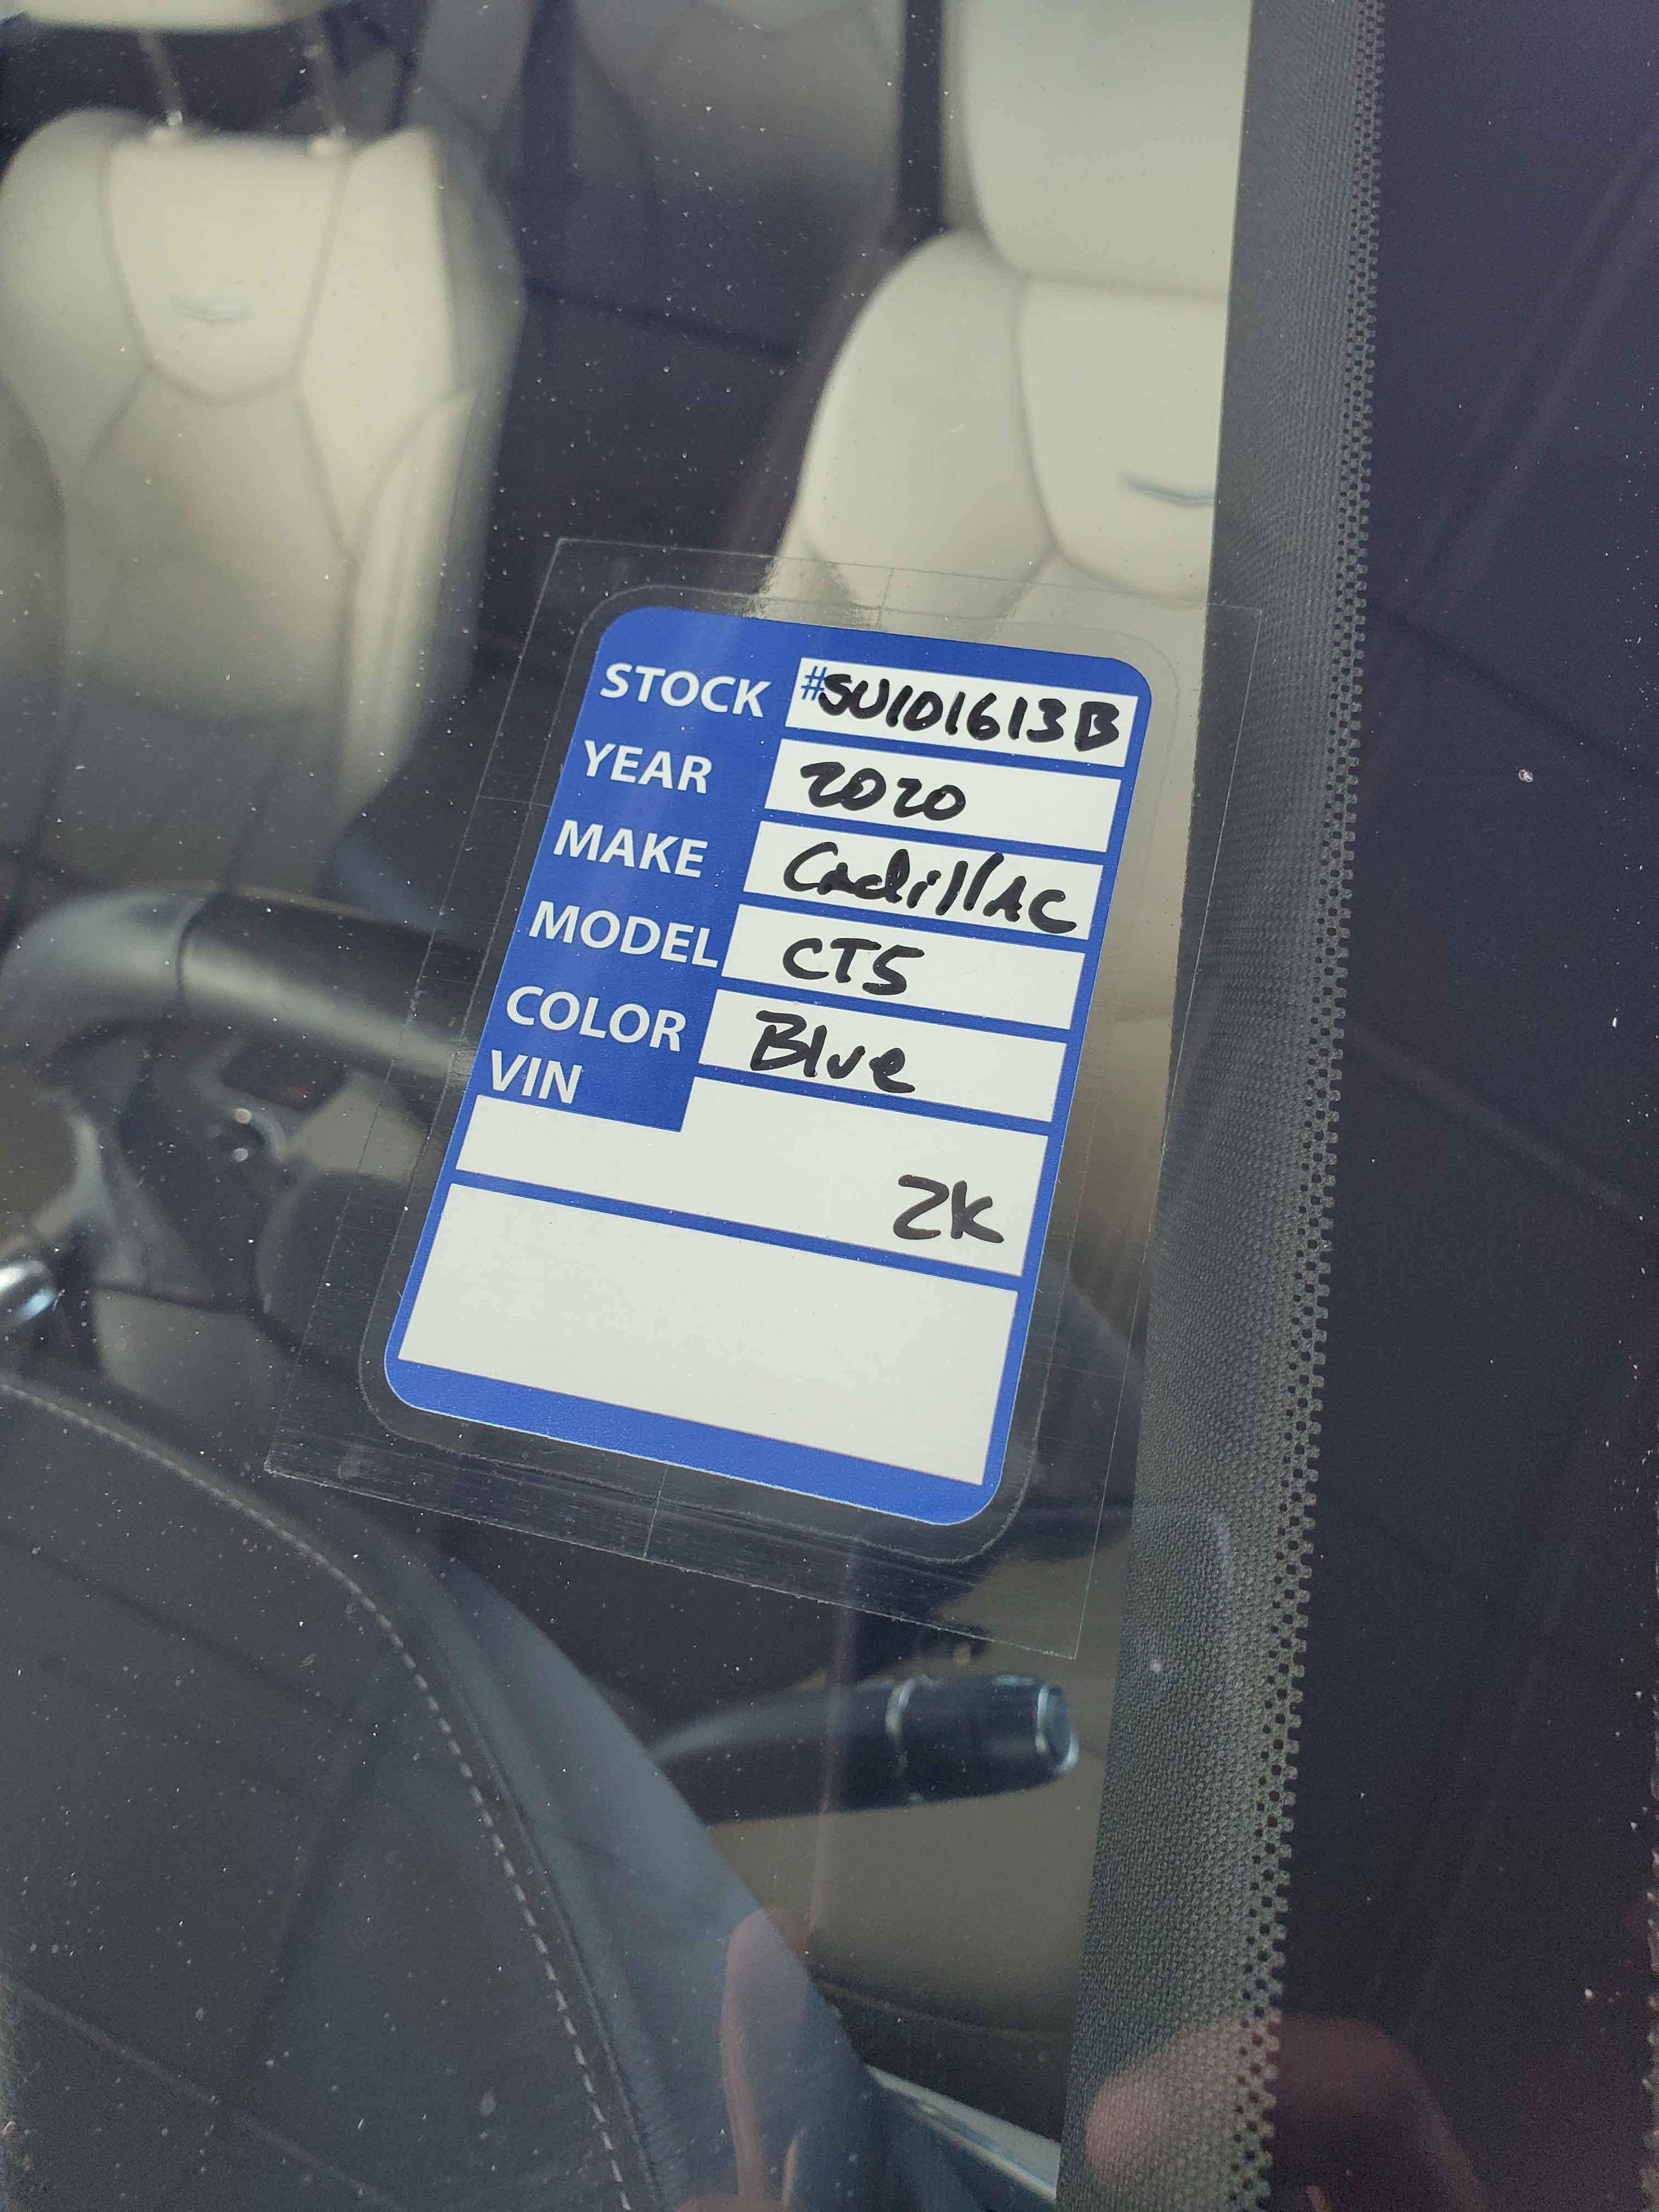 STOCK #SU101613B
YEAR 2020
MAKE Cadillac
MODEL CT5
COLOR Blue
VIN
2K